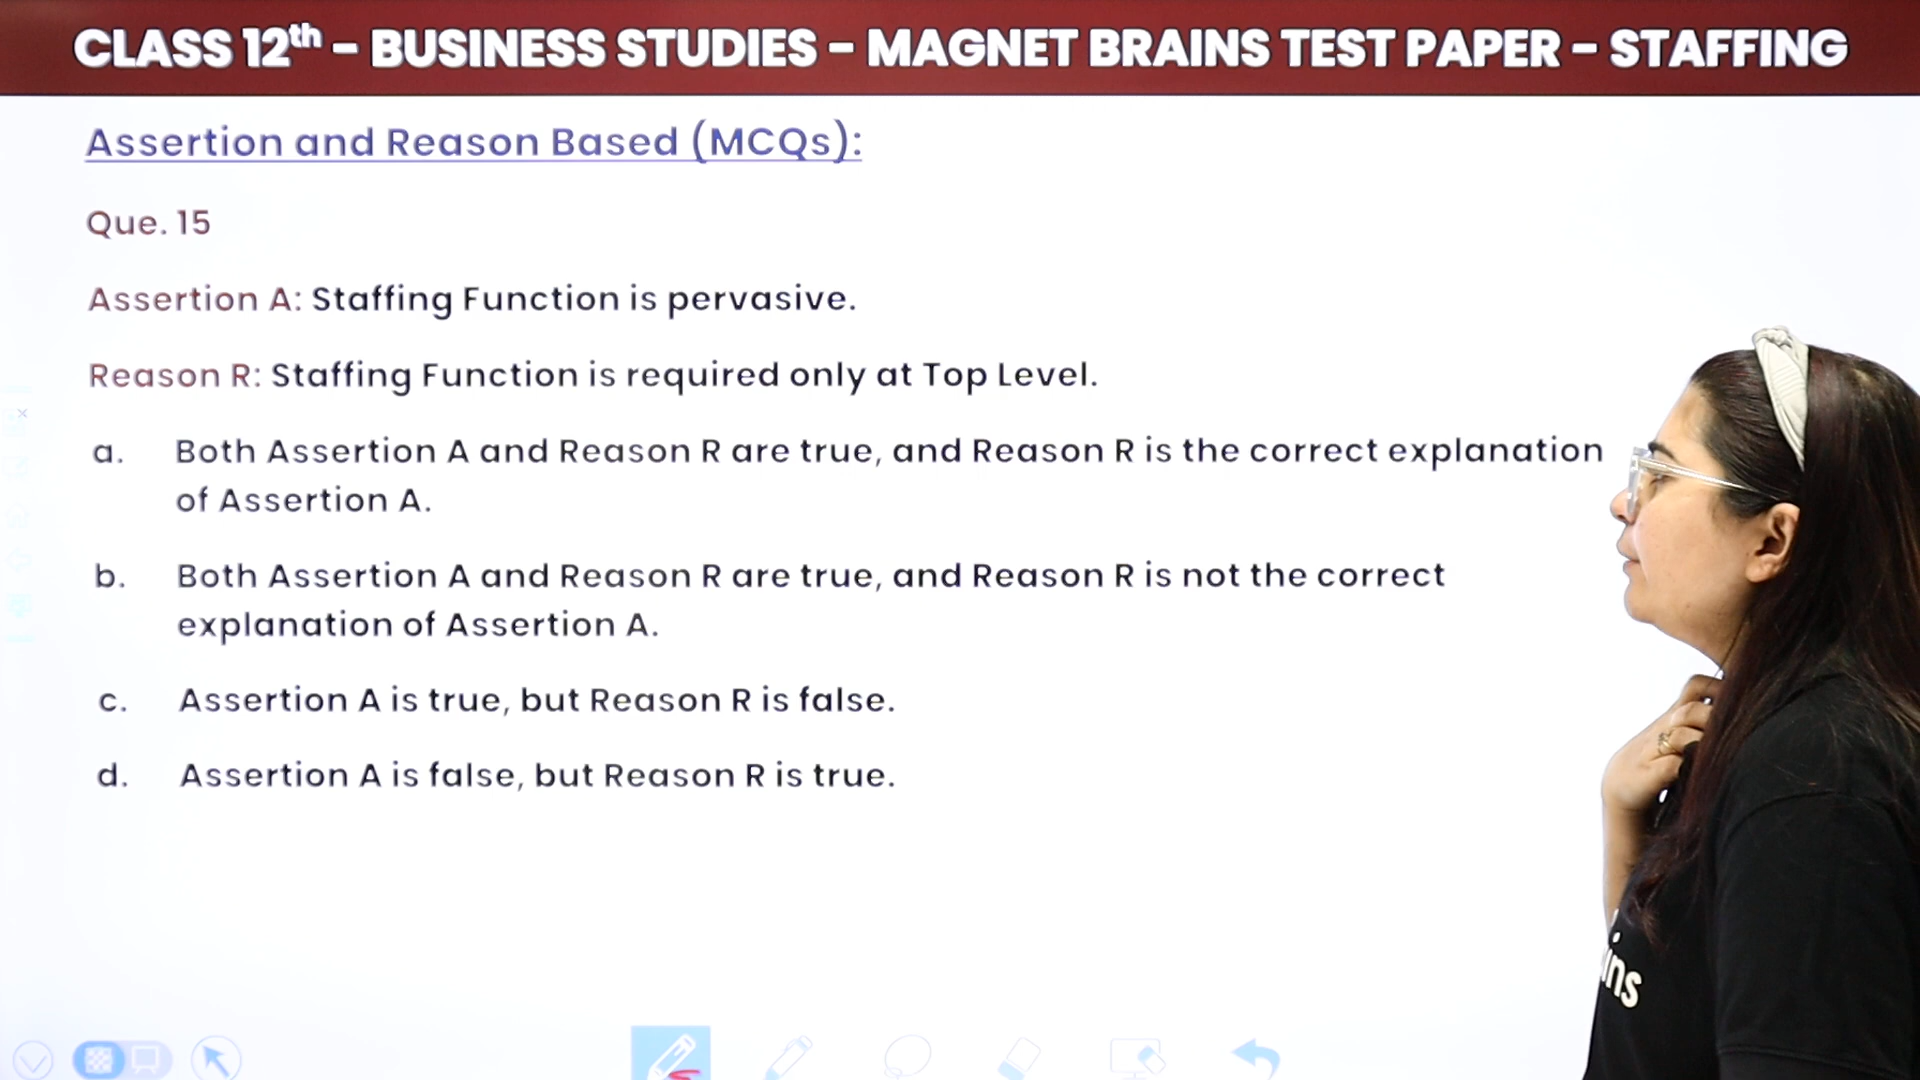 CLASS 12th – BUSINESS STUDIES – MAGNET BRAINS TEST PAPER – STAFFING
Assertion and Reason Based (MCQs):
Que. 15
Assertion A: Staffing Function is pervasive.
Reason R: Staffing Function is required only at Top Level.
a. Both Assertion A and Reason R are true, and Reason R is the correct explanation
of Assertion A.
b. Both Assertion A and Reason R are true, and Reason R is not the correct
explanation of Assertion A.
c. Assertion A is true, but Reason R is false.
d. Assertion A is false, but Reason R is true.